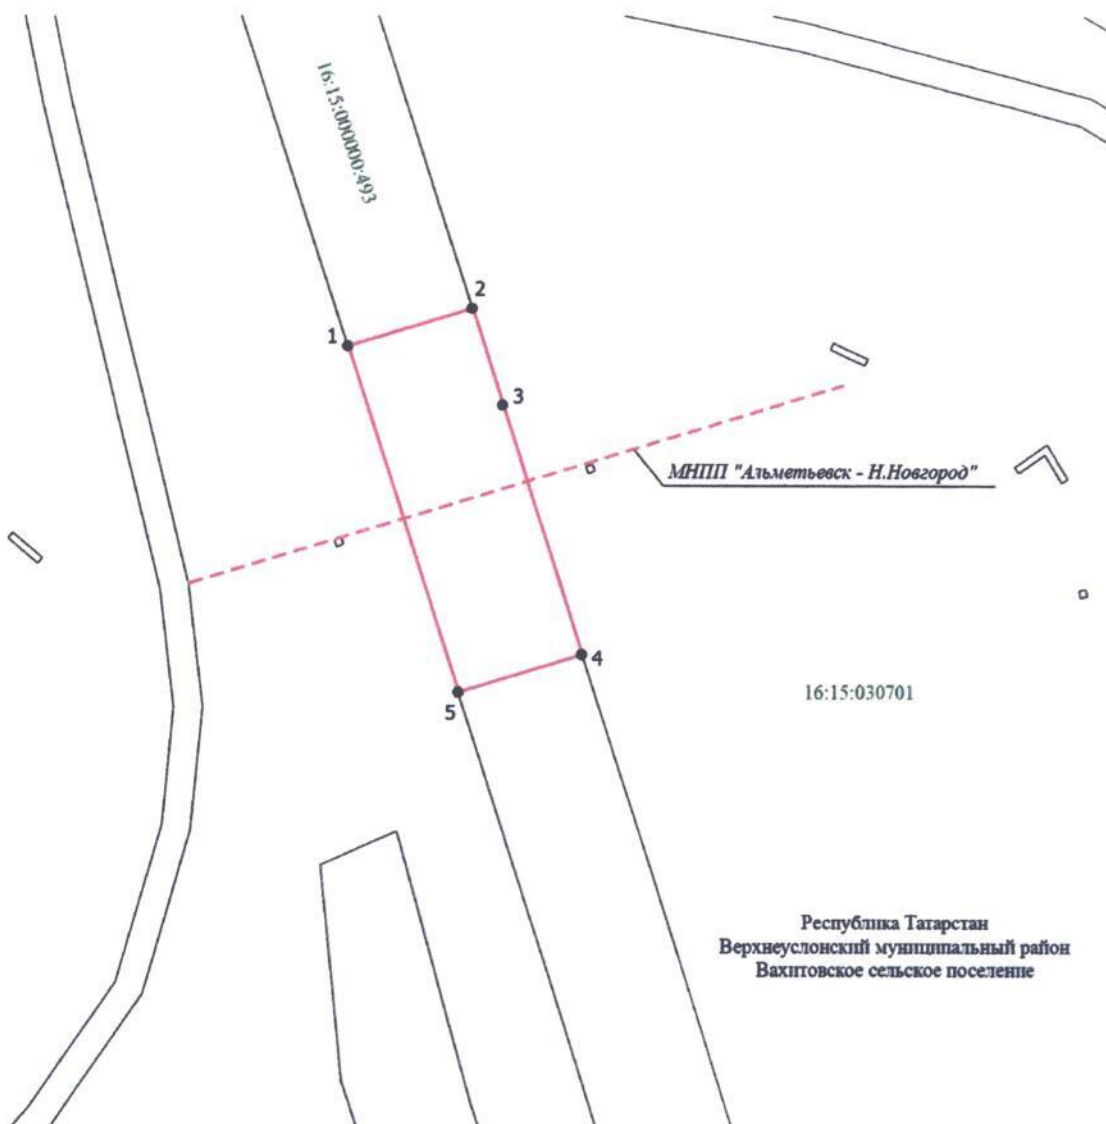 16:15:000000:493
2
1
3
МНПП "Альметьевск - Н.Новгород"
4
16:15:030701
5
Республика Татарстан
Верхнеуслонский муниципальный район
Вахитовское сельское поселение